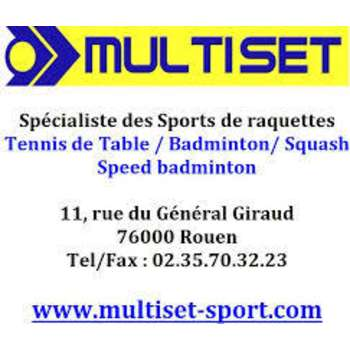 MULTISET
Spécialiste des Sports de raquettes
Tennis de Table / Badminton/ Squash
Speed badminton
11, rue du Général Giraud
76000 Rouen
Tel/Fax : 02.35.70.32.23
www.multiset-sport.com